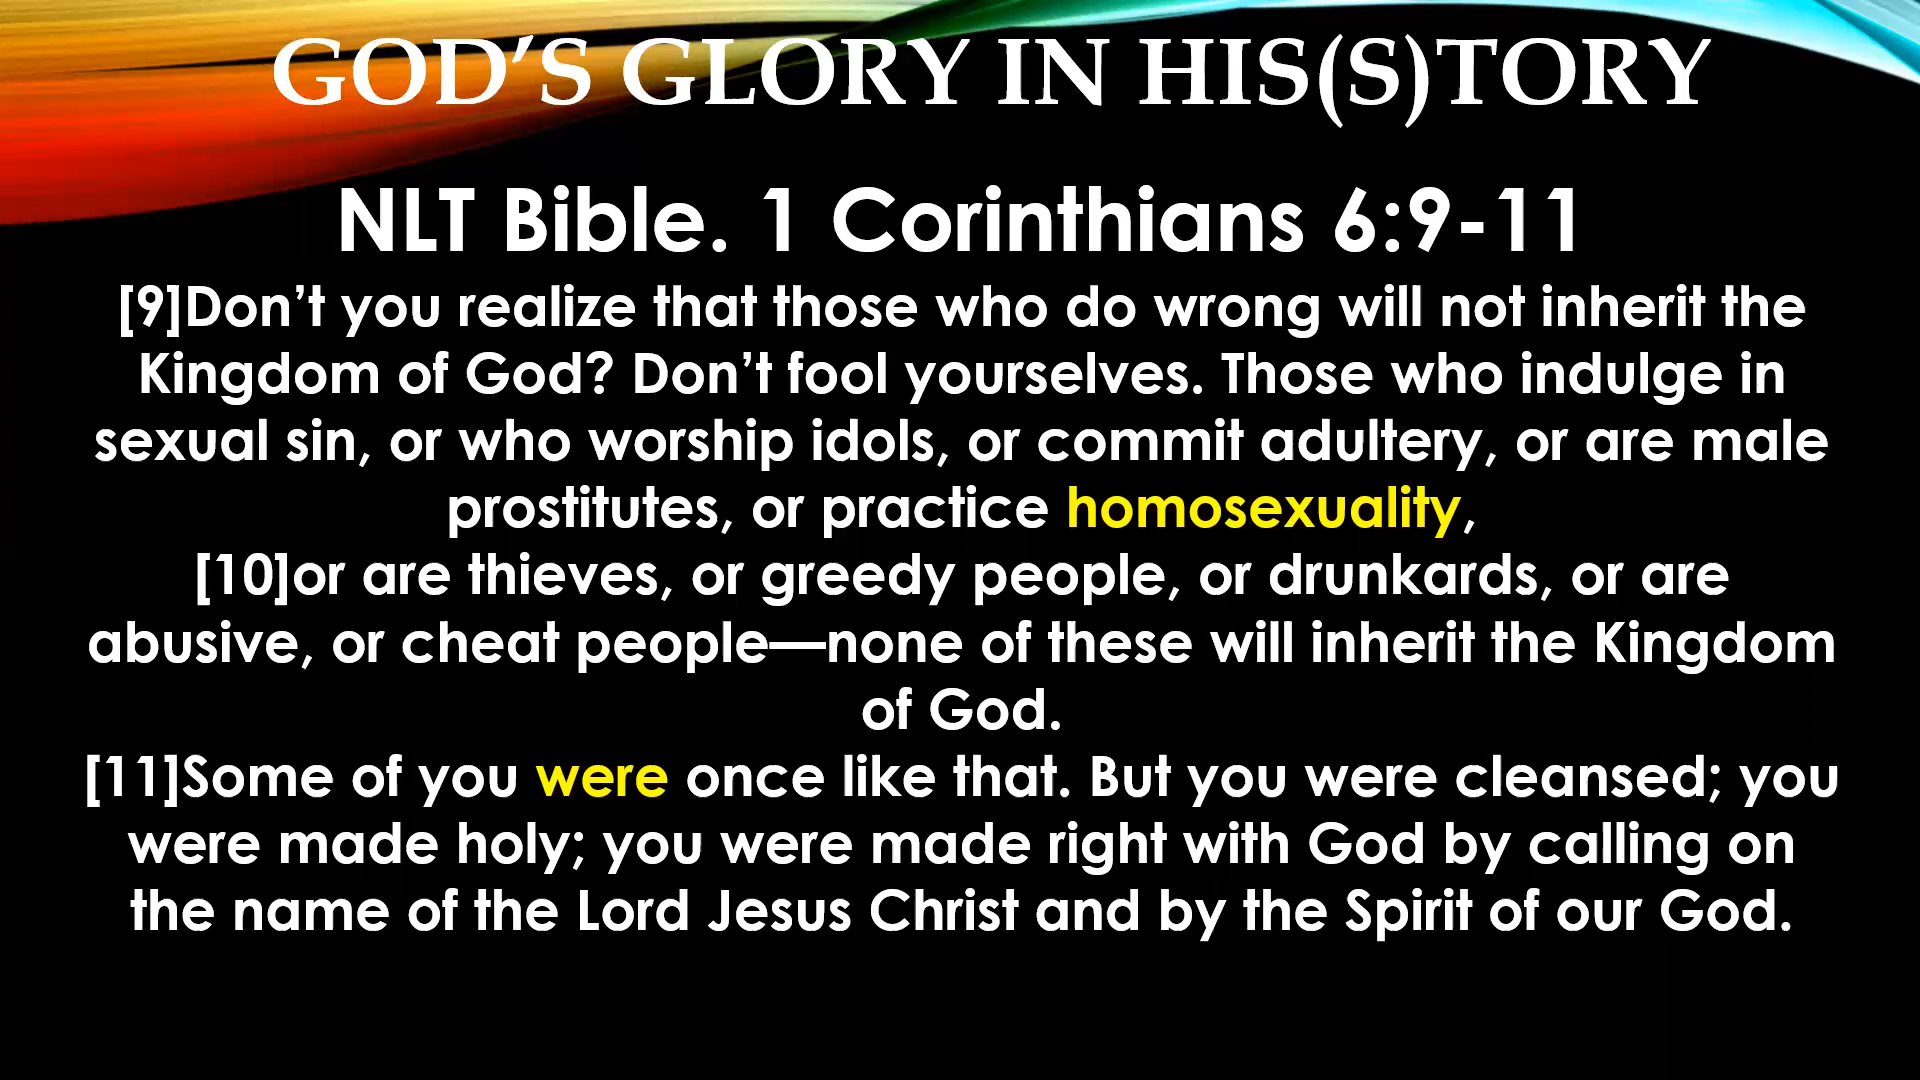 GOD’S GLORY IN HIS(S)TORY
NLT Bible. 1 Corinthians 6:9-11
[9]Don’t you realize that those who do wrong will not inherit the
Kingdom of God? Don’t fool yourselves. Those who indulge in
sexual sin, or who worship idols, or commit adultery, or are male
prostitutes, or practice homosexuality,
[10]or are thieves, or greedy people, or drunkards, or are
abusive, or cheat people—none of these will inherit the Kingdom
of God.
[11]Some of you were once like that. But you were cleansed; you
were made holy; you were made right with God by calling on
the name of the Lord Jesus Christ and by the Spirit of our God.